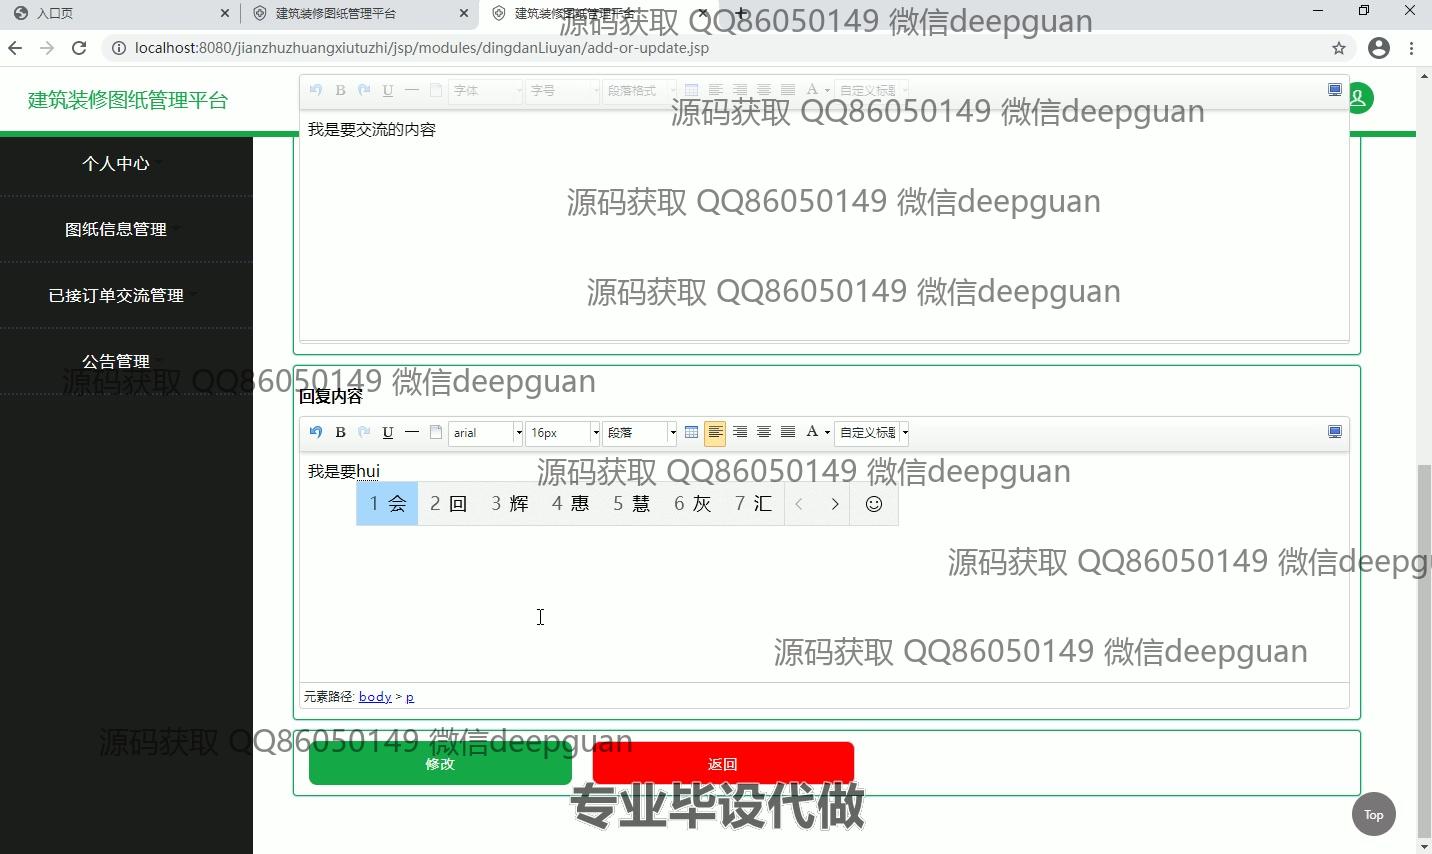 入口页
建筑装修图纸管理平台
建筑装修图纸管理平台
源码获取 QQ86050149 微信deepguan
localhost:8080/jianzhuzhuangxiutuzhi/jsp/modules/dingdanLiuyan/add-or-update.jsp
建筑装修图纸管理平台
B U 字体 字号 段落格式 A 自定义标题
源码获取 QQ86050149 微信deepguan
我是要交流的内容
个人中心
源码获取 QQ86050149 微信deepguan
图纸信息管理
源码获取 QQ86050149 微信deepguan
已接订单交流管理
公告管理
源码获取 QQ86050149 微信deepguan
回复内容
B U arial 16px 段落 A 自定义标题
我是要hui
源码获取 QQ86050149 微信deepguan
1 会 2 回 3 辉 4 惠 5 慧 6 灰 7 汇
源码获取 QQ86050149 微信deepg
源码获取 QQ86050149 微信deepguan
元素路径: body > p
源码获取 QQ86050149 微信deepguan
修改 返回
专业毕设代做
Top